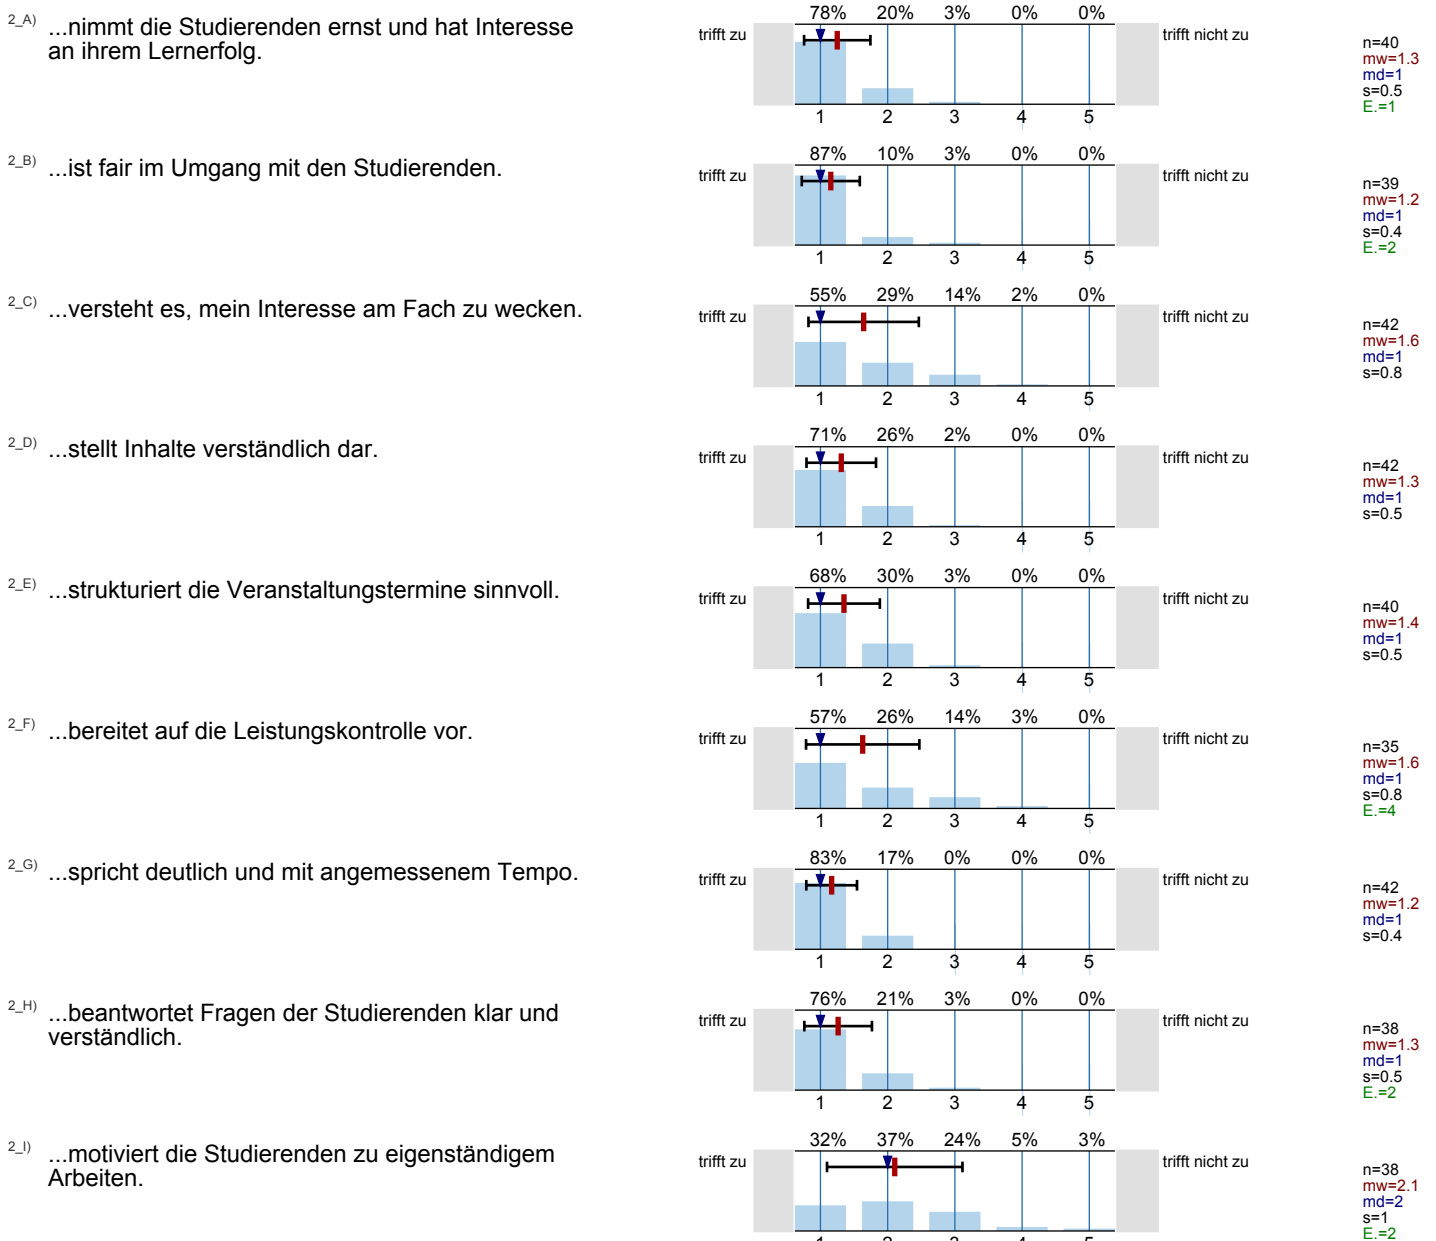 2_A) ...nimmt die Studierenden ernst und hat Interesse
an ihrem Lernerfolg.
78% 20% 3% 0% 0%
trifft zu trifft nicht zu
1 2 3 4 5
n=40
mw=1.3
md=1
s=0.5
E.=1
2_B) ...ist fair im Umgang mit den Studierenden.
87% 10% 3% 0% 0%
trifft zu trifft nicht zu
1 2 3 4 5
n=39
mw=1.2
md=1
s=0.4
E.=2
2_C) ...versteht es, mein Interesse am Fach zu wecken.
55% 29% 14% 2% 0%
trifft zu trifft nicht zu
1 2 3 4 5
n=42
mw=1.6
md=1
s=0.8
2_D) ...stellt Inhalte verständlich dar.
71% 26% 2% 0% 0%
trifft zu trifft nicht zu
1 2 3 4 5
n=42
mw=1.3
md=1
s=0.5
2_E) ...strukturiert die Veranstaltungstermine sinnvoll.
68% 30% 3% 0% 0%
trifft zu trifft nicht zu
1 2 3 4 5
n=40
mw=1.4
md=1
s=0.5
2_F) ...bereitet auf die Leistungskontrolle vor.
57% 26% 14% 3% 0%
trifft zu trifft nicht zu
1 2 3 4 5
n=35
mw=1.6
md=1
s=0.8
E.=4
2_G) ...spricht deutlich und mit angemessenem Tempo.
83% 17% 0% 0% 0%
trifft zu trifft nicht zu
1 2 3 4 5
n=42
mw=1.2
md=1
s=0.4
2_H) ...beantwortet Fragen der Studierenden klar und
verständlich.
76% 21% 3% 0% 0%
trifft zu trifft nicht zu
1 2 3 4 5
n=38
mw=1.3
md=1
s=0.5
E.=2
2_I) ...motiviert die Studierenden zu eigenständigem
Arbeiten.
32% 37% 24% 5% 3%
trifft zu trifft nicht zu
n=38
mw=2.1
md=2
s=1
E.=2